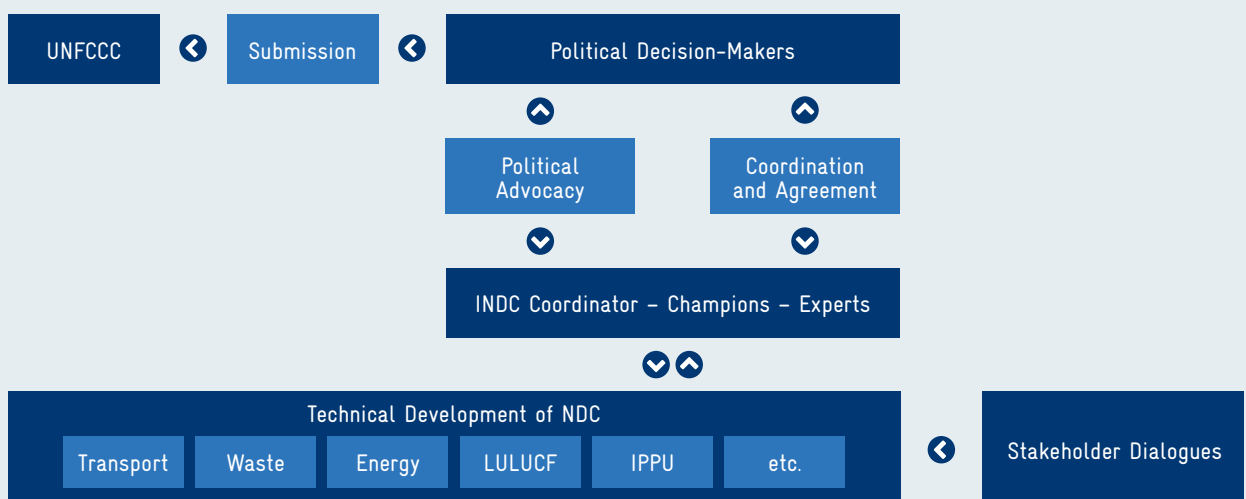 UNFCCC
Submission
Political Decision-Makers
Political
Advocacy
Coordination
and Agreement
INDC Coordinator – Champions – Experts
Technical Development of NDC
Transport
Waste
Energy
LULUCF
IPPU
etc.
Stakeholder Dialogues